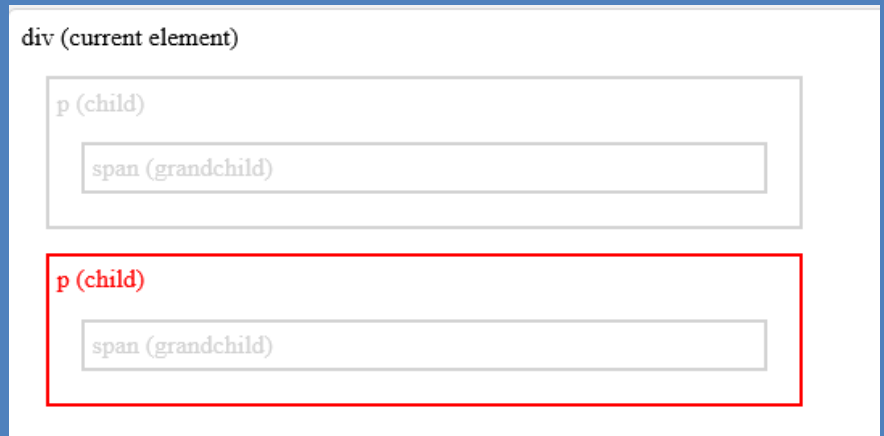 div (current element)
p (child)
span (grandchild)
p (child)
span (grandchild)